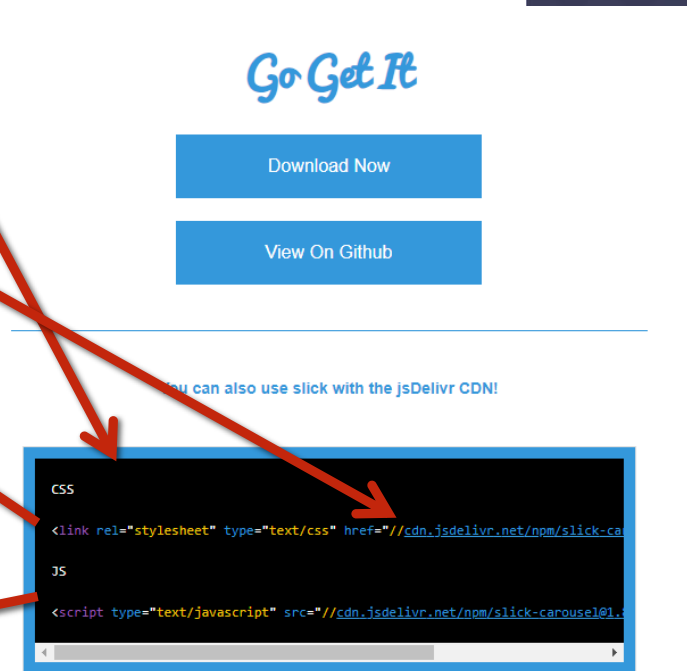 Go Get It
Download Now
View On Github
You can also use slick with the jsDelivr CDN!
CSS
<link rel="stylesheet" type="text/css" href="//cdn.jsdelivr.net/npm/slick-ca
JS
<script type="text/javascript" src="//cdn.jsdelivr.net/npm/slick-carousel@1.